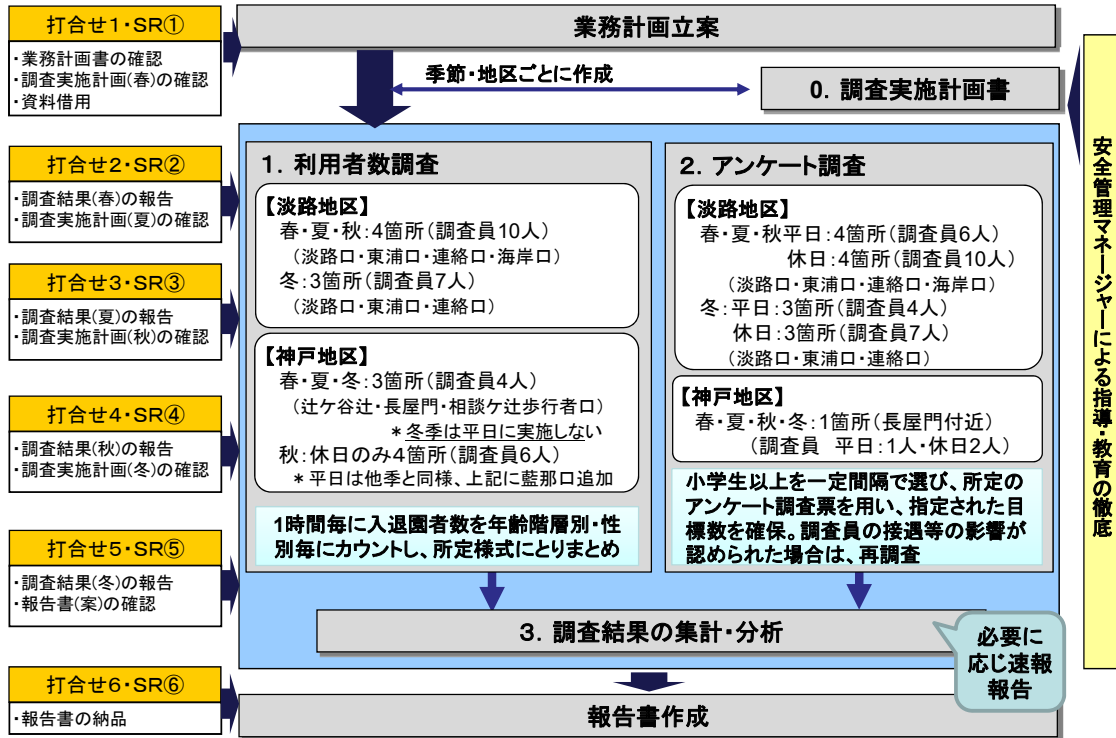 打合せ1・SR①
・業務計画書の確認
・調査実施計画(春)の確認
・資料借用
打合せ2・SR②
・調査結果(春)の報告
・調査実施計画(夏)の確認
打合せ3・SR③
・調査結果(夏)の報告
・調査実施計画(秋)の確認
打合せ4・SR④
・調査結果(秋)の報告
・調査実施計画(冬)の確認
打合せ5・SR⑤
・調査結果(冬)の報告
・報告書(案)の確認
打合せ6・SR⑥
・報告書の納品
業務計画立案
季節・地区ごとに作成
0．調査実施計画書
1．利用者数調査
【淡路地区】
春・夏・秋：4箇所(調査員10人)
(淡路口・東浦口・連絡口・海岸口)
冬：3箇所(調査員7人)
(淡路口・東浦口・連絡口)
【神戸地区】
春・夏・冬：3箇所(調査員4人)
(辻ケ谷辻・長屋門・相談ケ辻歩行者口)
＊冬季は平日に実施しない
秋：休日のみ4箇所(調査員6人)
＊平日は他季と同様、上記に藍那口追加
1時間毎に入退園者数を年齢階層別・性
別毎にカウントし、所定様式にとりまとめ
2．アンケート調査
【淡路地区】
春・夏・秋平日：4箇所(調査員6人)
休日：4箇所(調査員10人)
(淡路口・東浦口・連絡口・海岸口)
冬：平日：3箇所(調査員4人)
休日：3箇所(調査員7人)
(淡路口・東浦口・連絡口)
【神戸地区】
春・夏・秋・冬：1箇所(長屋門付近)
(調査員　平日：1人・休日2人)
小学生以上を一定間隔で選び、所定の
アンケート調査票を用い、指定された目
標数を確保。調査員の接遇等の影響が
認められた場合は、再調査
3．調査結果の集計・分析
必要に
応じ速報
報告
報告書作成
安全管理マネージャーによる指導・教育の徹底